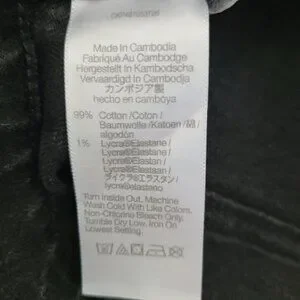 Made In Cambodia
Fabriqué Au Cambodge
Hergestellt In Kambodscha
Vervaardigd In Cambodja
カンボジア製
hecho en camboya
99% Cotton /Coton /
Baumwolle /Katoen /綿/
algodón
1% Lycra®Elastane /
Lycra®Elasthanne /
Lycra®Elastan /
Lycra®Elastaan /
ライクラ®エラスタン /
lycra®elastano
Turn Inside Out, Machine
Wash Cold With Like Colors,
Non-Chlorine Bleach Only,
Tumble Dry Low, Iron On
Lowest Setting.